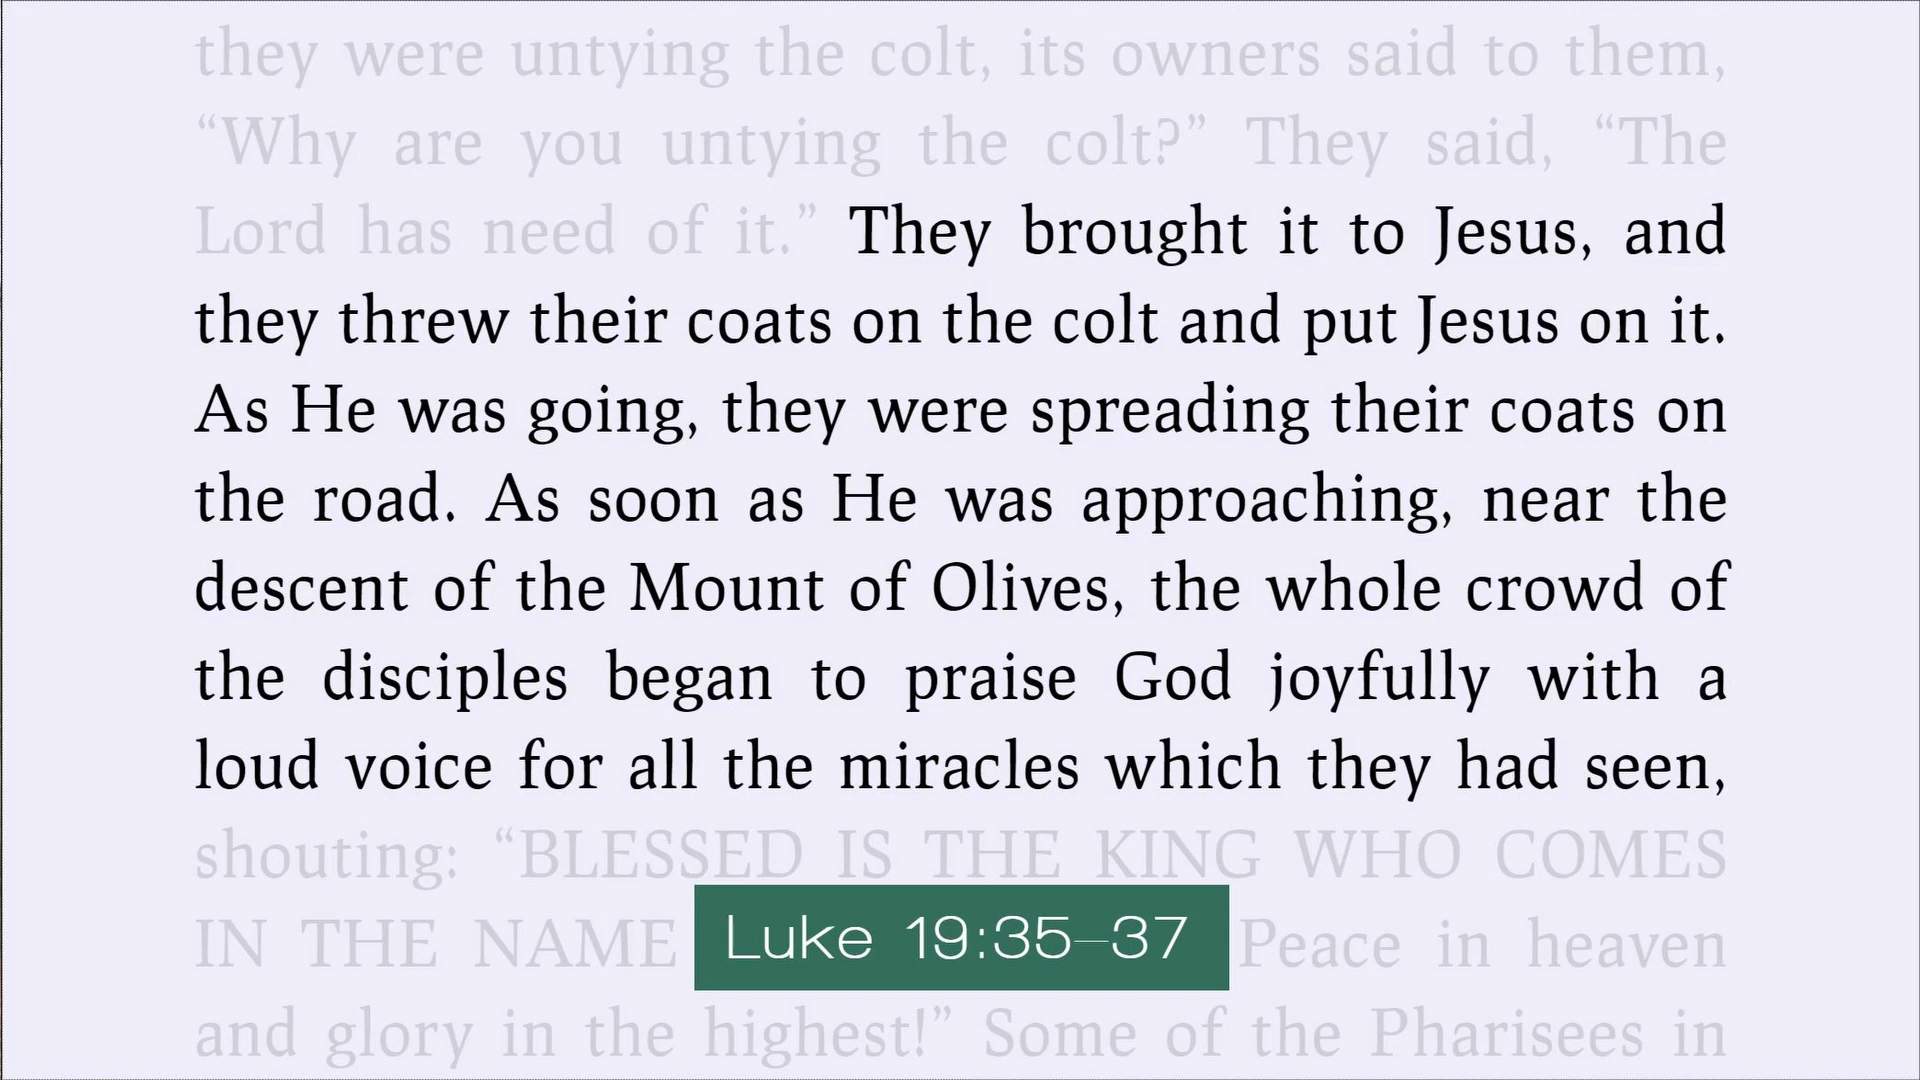 they were untying the colt, its owners said to them,
“Why are you untying the colt?” They said, “The
Lord has need of it.” They brought it to Jesus, and
they threw their coats on the colt and put Jesus on it.
As He was going, they were spreading their coats on
the road. As soon as He was approaching, near the
descent of the Mount of Olives, the whole crowd of
the disciples began to praise God joyfully with a
loud voice for all the miracles which they had seen,
shouting: “BLESSED IS THE KING WHO COMES
IN THE NAME Peace in heaven
Luke 19:35–37
and glory in the highest!” Some of the Pharisees in